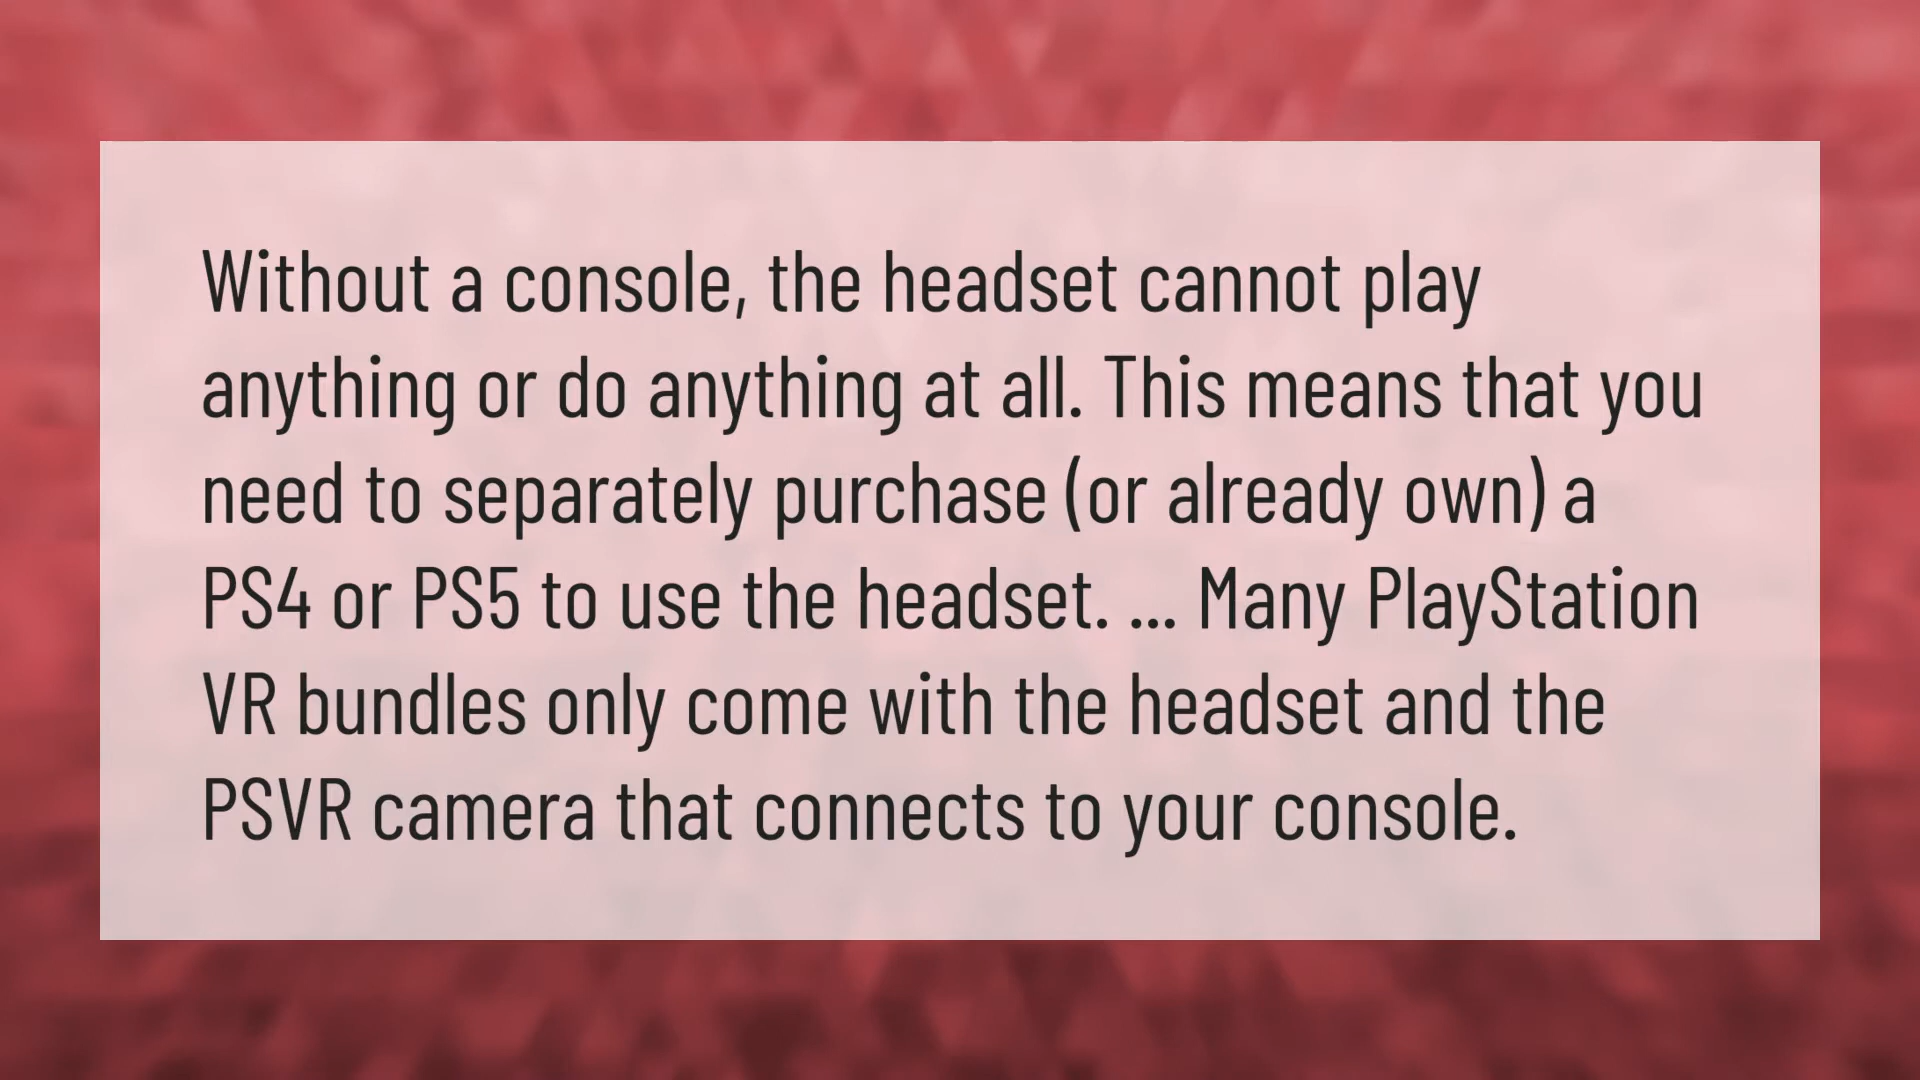 Without a console, the headset cannot play
anything or do anything at all. This means that you
need to separately purchase (or already own) a
PS4 or PS5 to use the headset. ... Many PlayStation
VR bundles only come with the headset and the
PSVR camera that connects to your console.